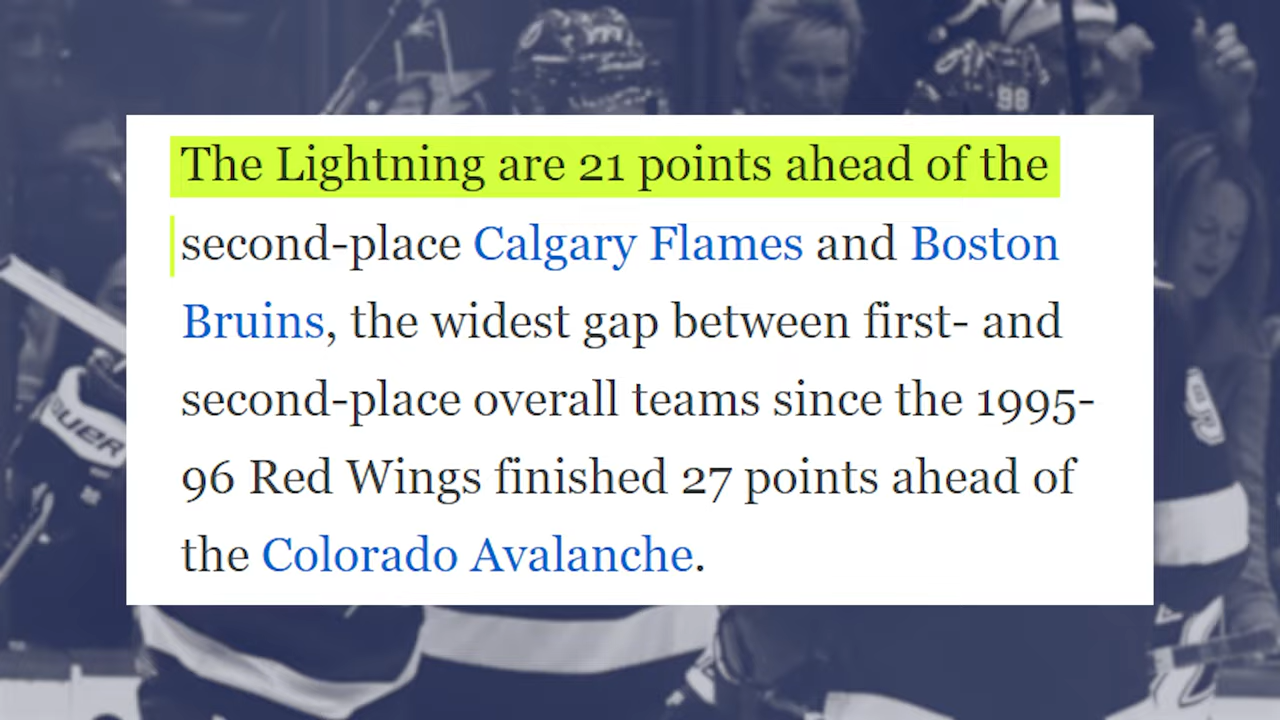 98
The Lightning are 21 points ahead of the
second-place Calgary Flames and Boston
Bruins, the widest gap between first- and
second-place overall teams since the 1995-
96 Red Wings finished 27 points ahead of
the Colorado Avalanche.